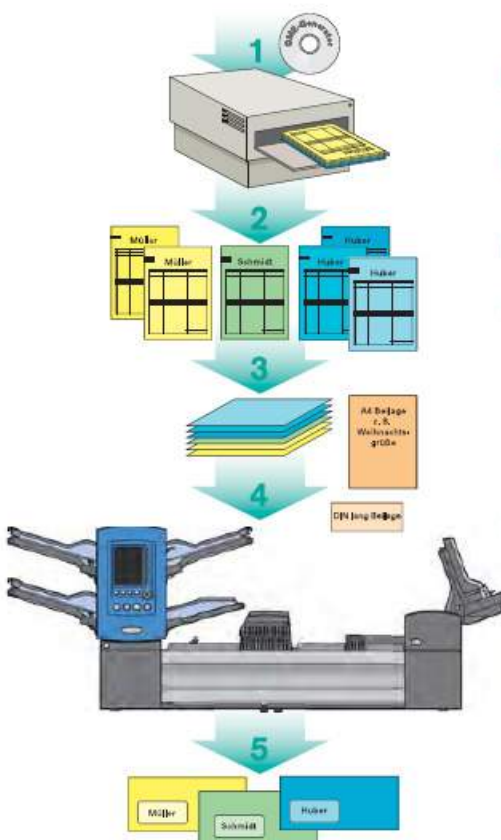 OMR-Generator
1
2
Müller
Müller
Schmidt
Huber
Huber
Huber
3
A4 Beilage
z. B.
Weihnachts-
grüße
4
DIN lang Beilage
5
Müller
Schmidt
Huber